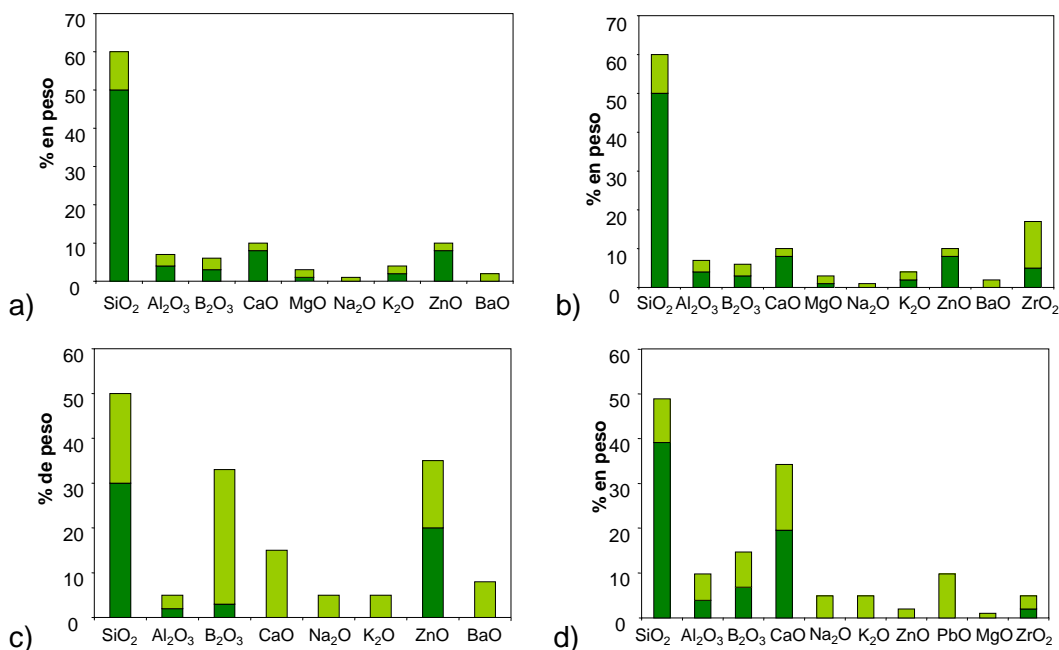 a)
% en peso
70
60
50
40
30
20
10
0
SiO₂ Al₂O₃ B₂O₃ CaO MgO Na₂O K₂O ZnO BaO
b)
% en peso
70
60
50
40
30
20
10
0
SiO₂ Al₂O₃ B₂O₃ CaO MgO Na₂O K₂O ZnO BaO ZrO₂
c)
% de peso
60
50
40
30
20
10
0
SiO₂ Al₂O₃ B₂O₃ CaO Na₂O K₂O ZnO BaO
d)
% en peso
60
50
40
30
20
10
0
SiO₂ Al₂O₃ B₂O₃ CaO Na₂O K₂O ZnO PbO MgO ZrO₂